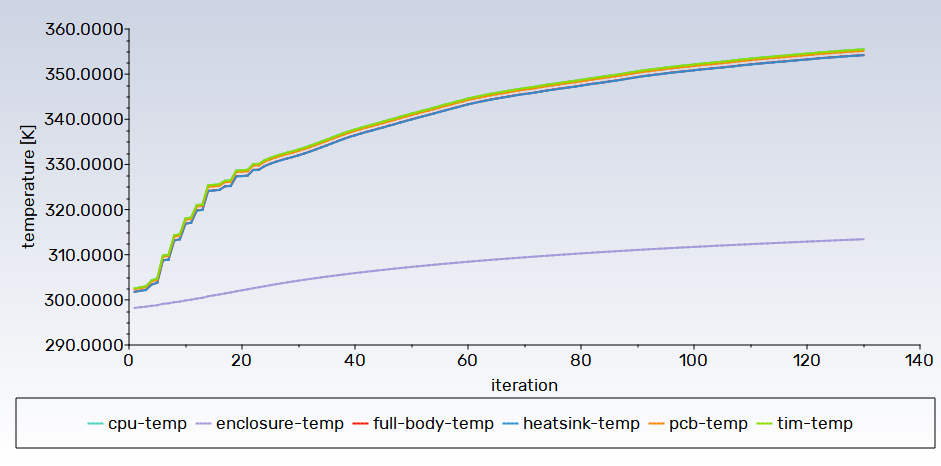 360.0000
350.0000
340.0000
330.0000
320.0000
310.0000
300.0000
290.0000
temperature [K]
0 20 40 60 80 100 120 140
iteration
cpu-temp enclosure-temp full-body-temp heatsink-temp pcb-temp tim-temp